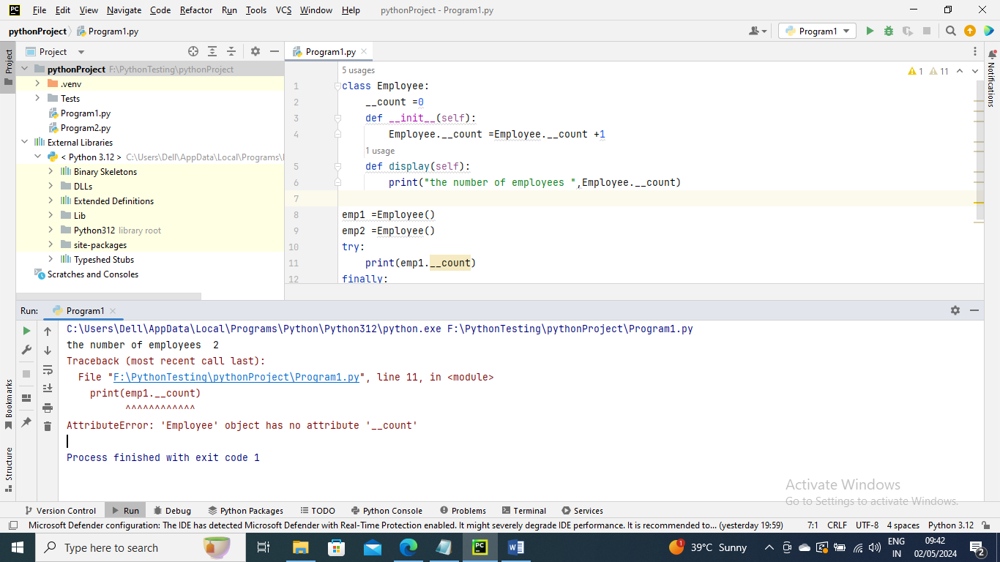 PC File Edit View Navigate Code Refactor Run Tools VCS Window Help pythonProject - Program1.py
pythonProject Program1.py Program1
Project
Project
Program1.py
Notifications
pythonProject F:\PythonTesting\pythonProject
.venv
Tests
Program1.py
Program2.py
External Libraries
< Python 3.12 > C:\Users\Dell\AppData\Local\Programs\
Binary Skeletons
DLLs
Extended Definitions
Lib
Python312 library root
site-packages
Typeshed Stubs
Scratches and Consoles
5 usages
1 11
1 class Employee:
2 __count =0
3 def __init__(self):
4 Employee.__count =Employee.__count +1
1 usage
5 def display(self):
6 print("the number of employees ",Employee.__count)
7
8 emp1 =Employee()
9 emp2 =Employee()
10 try:
11 print(emp1.__count)
12 finally:
Run: Program1
C:\Users\Dell\AppData\Local\Programs\Python\Python312\python.exe F:\PythonTesting\pythonProject\Program1.py
the number of employees  2
Traceback (most recent call last):
File "F:\PythonTesting\pythonProject\Program1.py", line 11, in <module>
print(emp1.__count)
^^^^^^^^^^^^
AttributeError: 'Employee' object has no attribute '__count'
Process finished with exit code 1
Bookmarks
Structure
Activate Windows
Go to Settings to activate Windows.
Version Control Run Debug Python Packages TODO Python Console Problems Terminal Services
Microsoft Defender configuration: The IDE has detected Microsoft Defender with Real-Time Protection enabled. It might severely degrade IDE performance. It is recommended to... (yesterday 19:59) 7:1 CRLF UTF-8 4 spaces Python 3.12
Type here to search
PC
W
1
39°C Sunny
ENG
IN
09:42
02/05/2024
2